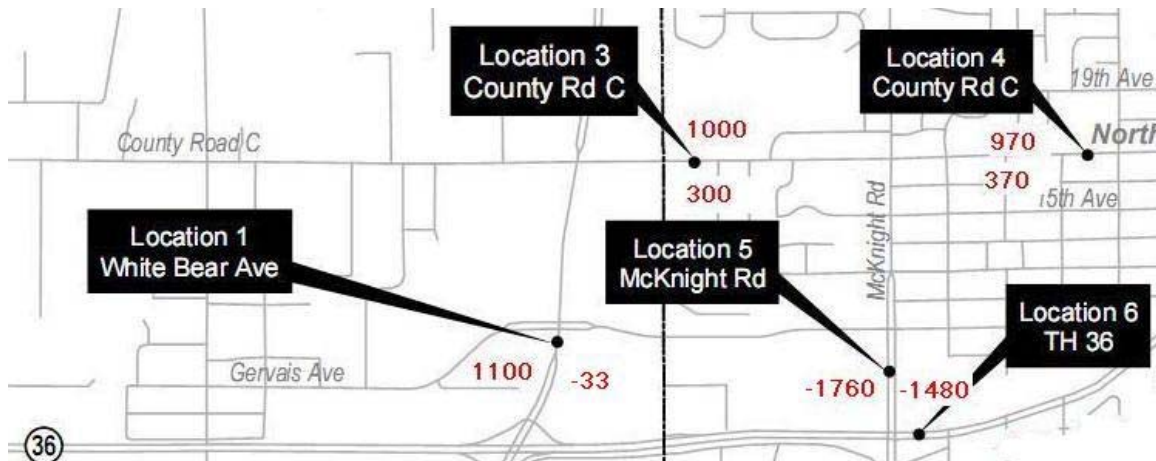 Location 3
County Rd C
Location 4
County Rd C
19th Ave
1000
970
North
County Road C
300
370
15th Ave
Location 1
White Bear Ave
Location 5
McKnight Rd
McKnight Rd
Location 6
TH 36
1100
-33
Gervais Ave
-1760
-1480
36